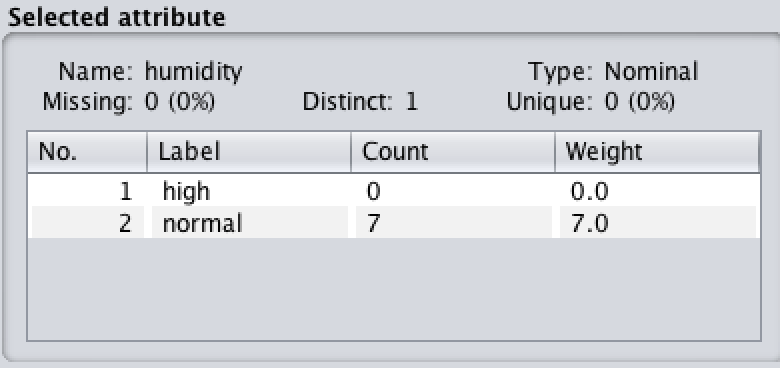 Selected attribute
Name: humidity Type: Nominal
Missing: 0 (0%) Distinct: 1 Unique: 0 (0%)
No. Label Count Weight
1 high 0 0.0
2 normal 7 7.0